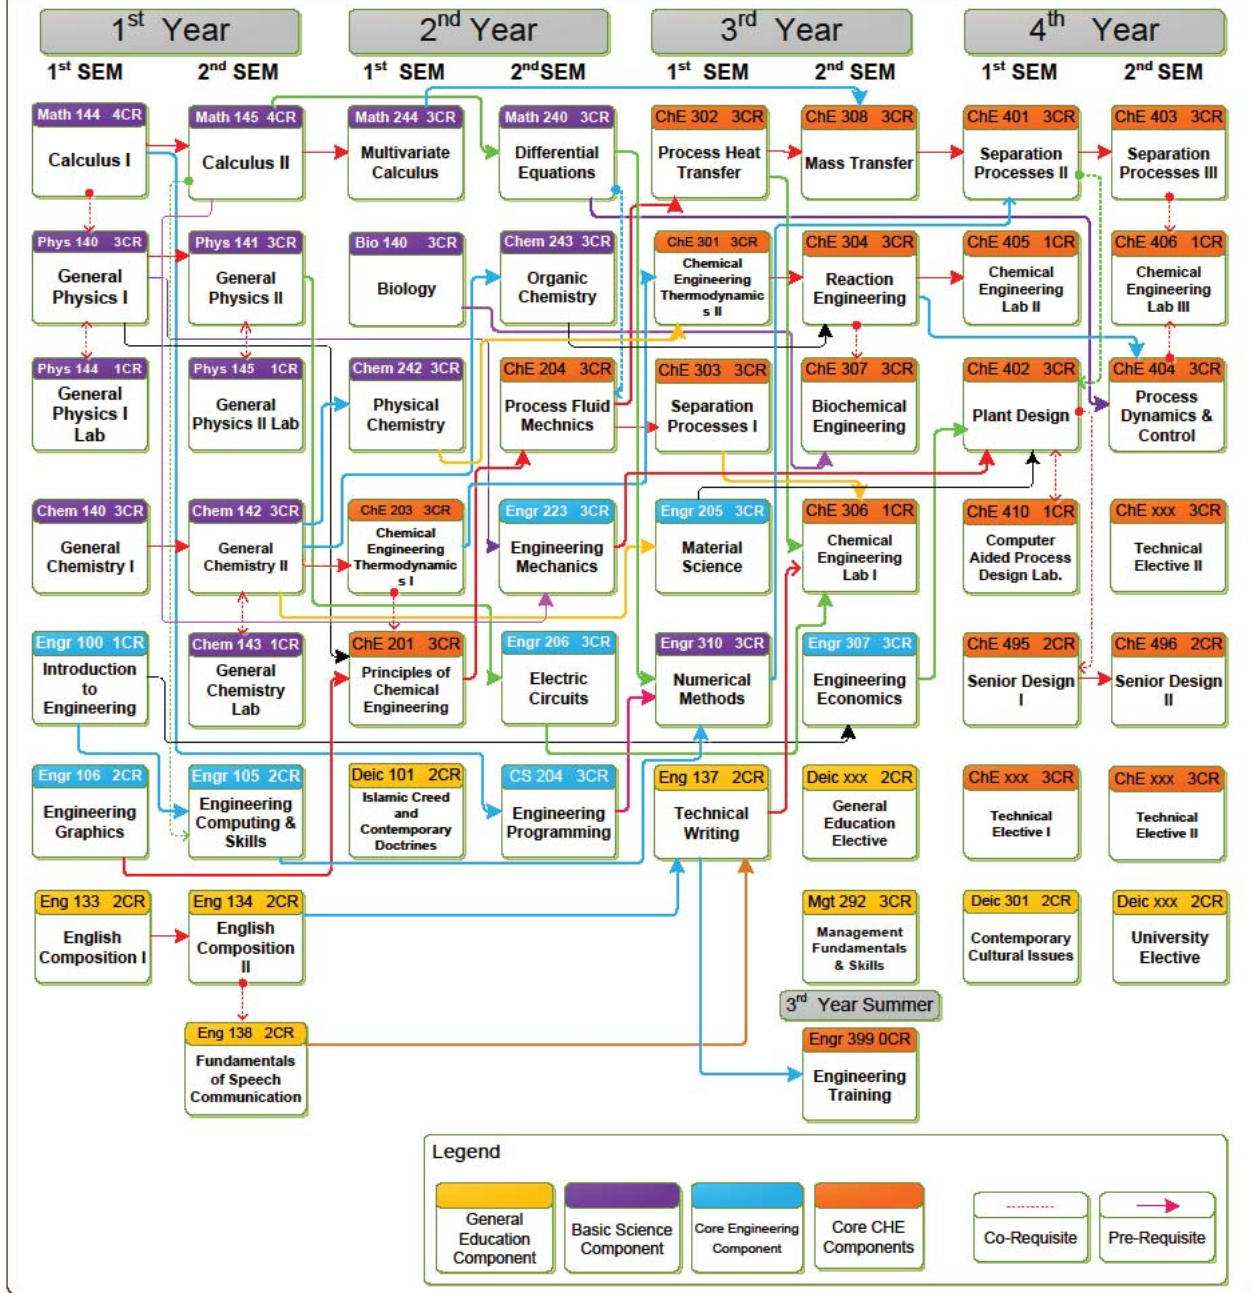 1st Year 2nd Year 3rd Year 4th Year
1st SEM 2nd SEM 1st SEM 2nd SEM 1st SEM 2nd SEM 1st SEM 2nd SEM
Math 144 4CR
Calculus I
Math 145 4CR
Calculus II
Math 244 3CR
Multivariate
Calculus
Math 240 3CR
Differential
Equations
ChE 302 3CR
Process Heat
Transfer
ChE 308 3CR
Mass Transfer
ChE 401 3CR
Separation
Processes II
ChE 403 3CR
Separation
Processes III
Phys 140 3CR
General
Physics I
Phys 141 3CR
General
Physics II
Bio 140 3CR
Biology
Chem 243 3CR
Organic
Chemistry
ChE 301 3CR
Chemical
Engineering
Thermodynamic
s II
ChE 304 3CR
Reaction
Engineering
ChE 405 1CR
Chemical
Engineering
Lab II
ChE 406 1CR
Chemical
Engineering
Lab III
Phys 144 1CR
General
Physics I
Lab
Phys 145 1CR
General
Physics II Lab
Chem 242 3CR
Physical
Chemistry
ChE 204 3CR
Process Fluid
Mechnics
ChE 303 3CR
Separation
Processes I
ChE 307 3CR
Biochemical
Engineering
ChE 402 3CR
Plant Design
ChE 404 3CR
Process
Dynamics &
Control
Chem 140 3CR
General
Chemistry I
Chem 142 3CR
General
Chemistry II
ChE 203 3CR
Chemical
Engineering
Thermodynamic
s I
Engr 223 3CR
Engineering
Mechanics
Engr 205 3CR
Material
Science
ChE 306 1CR
Chemical
Engineering
Lab I
ChE 410 1CR
Computer
Aided Process
Design Lab.
ChE xxx 3CR
Technical
Elective II
Engr 100 1CR
Introduction
to
Engineering
Chem 143 1CR
General
Chemistry
Lab
ChE 201 3CR
Principles of
Chemical
Engineering
Engr 206 3CR
Electric
Circuits
Engr 310 3CR
Numerical
Methods
Engr 307 3CR
Engineering
Economics
ChE 495 2CR
Senior Design
I
ChE 496 2CR
Senior Design
II
Engr 106 2CR
Engineering
Graphics
Engr 105 2CR
Engineering
Computing &
Skills
Deic 101 2CR
Islamic Creed
and
Contemporary
Doctrines
CS 204 3CR
Engineering
Programming
Eng 137 2CR
Technical
Writing
Deic xxx 2CR
General
Education
Elective
ChE xxx 3CR
Technical
Elective I
ChE xxx 3CR
Technical
Elective II
Eng 133 2CR
English
Composition I
Eng 134 2CR
English
Composition
II
Mgt 292 3CR
Management
Fundamentals
& Skills
Deic 301 2CR
Contemporary
Cultural Issues
Deic xxx 2CR
University
Elective
3rd Year Summer
Eng 138 2CR
Fundamentals
of Speech
Communication
Engr 399 0CR
Engineering
Training
Legend
General
Education
Component
Basic Science
Component
Core Engineering
Component
Core CHE
Components
Co-Requisite
Pre-Requisite